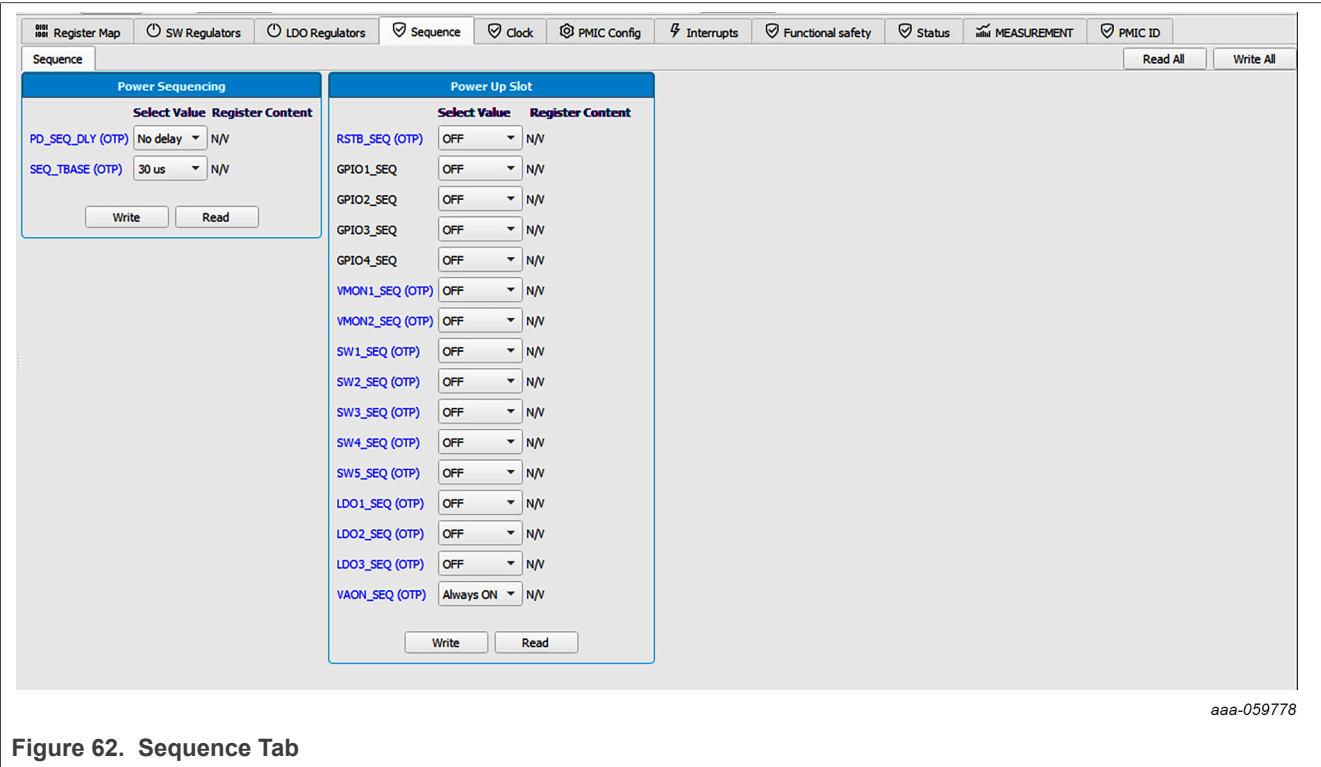 Register Map SW Regulators LDO Regulators Sequence Clock PMIC Config Interrupts Functional safety Status MEASUREMENT PMIC ID
Sequence Read All Write All
Power Sequencing
Select Value Register Content
PD_SEQ_DLY (OTP) No delay N/V
SEQ_TBASE (OTP) 30 us N/V
Write Read
Power Up Slot
Select Value Register Content
RSTB_SEQ (OTP) OFF N/V
GPIO1_SEQ OFF N/V
GPIO2_SEQ OFF N/V
GPIO3_SEQ OFF N/V
GPIO4_SEQ OFF N/V
VMON1_SEQ (OTP) OFF N/V
VMON2_SEQ (OTP) OFF N/V
SW1_SEQ (OTP) OFF N/V
SW2_SEQ (OTP) OFF N/V
SW3_SEQ (OTP) OFF N/V
SW4_SEQ (OTP) OFF N/V
SW5_SEQ (OTP) OFF N/V
LDO1_SEQ (OTP) OFF N/V
LDO2_SEQ (OTP) OFF N/V
LDO3_SEQ (OTP) OFF N/V
VAON_SEQ (OTP) Always ON N/V
Write Read
aaa-059778
Figure 62. Sequence Tab